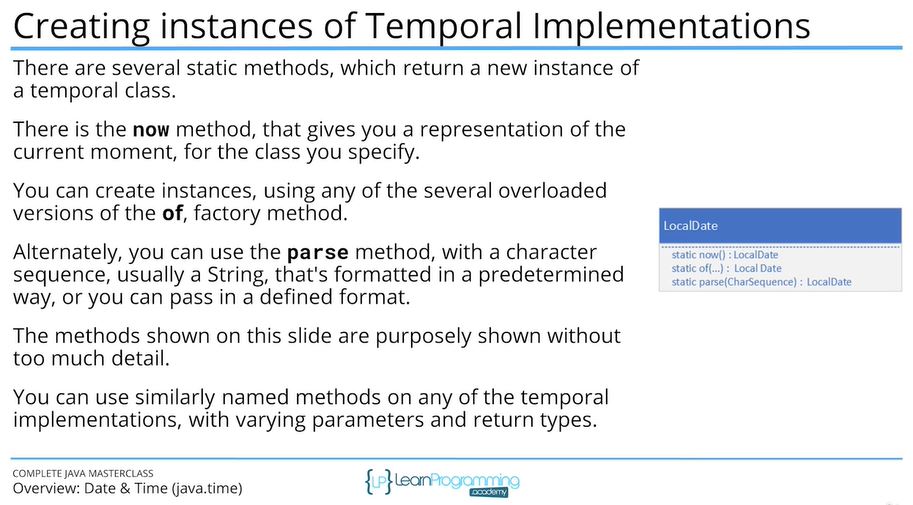 Creating instances of Temporal Implementations
There are several static methods, which return a new instance of
a temporal class.
There is the now method, that gives you a representation of the
current moment, for the class you specify.
You can create instances, using any of the several overloaded
versions of the of, factory method.
Alternately, you can use the parse method, with a character
sequence, usually a String, that's formatted in a predetermined
way, or you can pass in a defined format.
The methods shown on this slide are purposely shown without
too much detail.
You can use similarly named methods on any of the temporal
implementations, with varying parameters and return types.
LocalDate
static now() : LocalDate
static of(...) : Local Date
static parse(CharSequence) : LocalDate
COMPLETE JAVA MASTERCLASS
Overview: Date & Time (java.time)
{LP} LearnProgramming
.academy